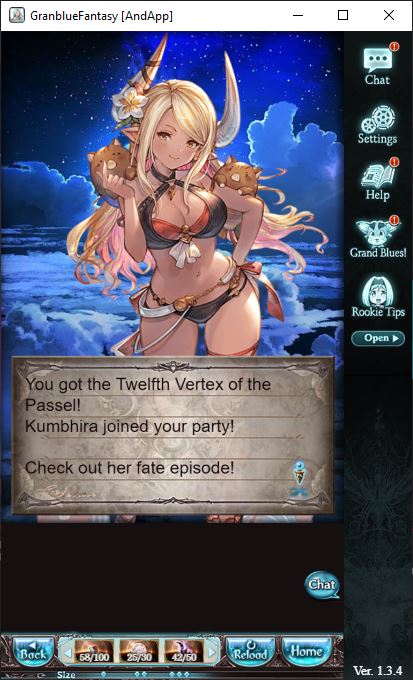 GranblueFantasy [AndApp]
Chat
Settings
Help
Grand Blues!
Rookie Tips
Open
You got the Twelfth Vertex of the
Passel!
Kumbhira joined your party!
Check out her fate episode!
Chat
Back
58/100
25/30
42/50
Reload
Home
Size
Ver. 1.3.4